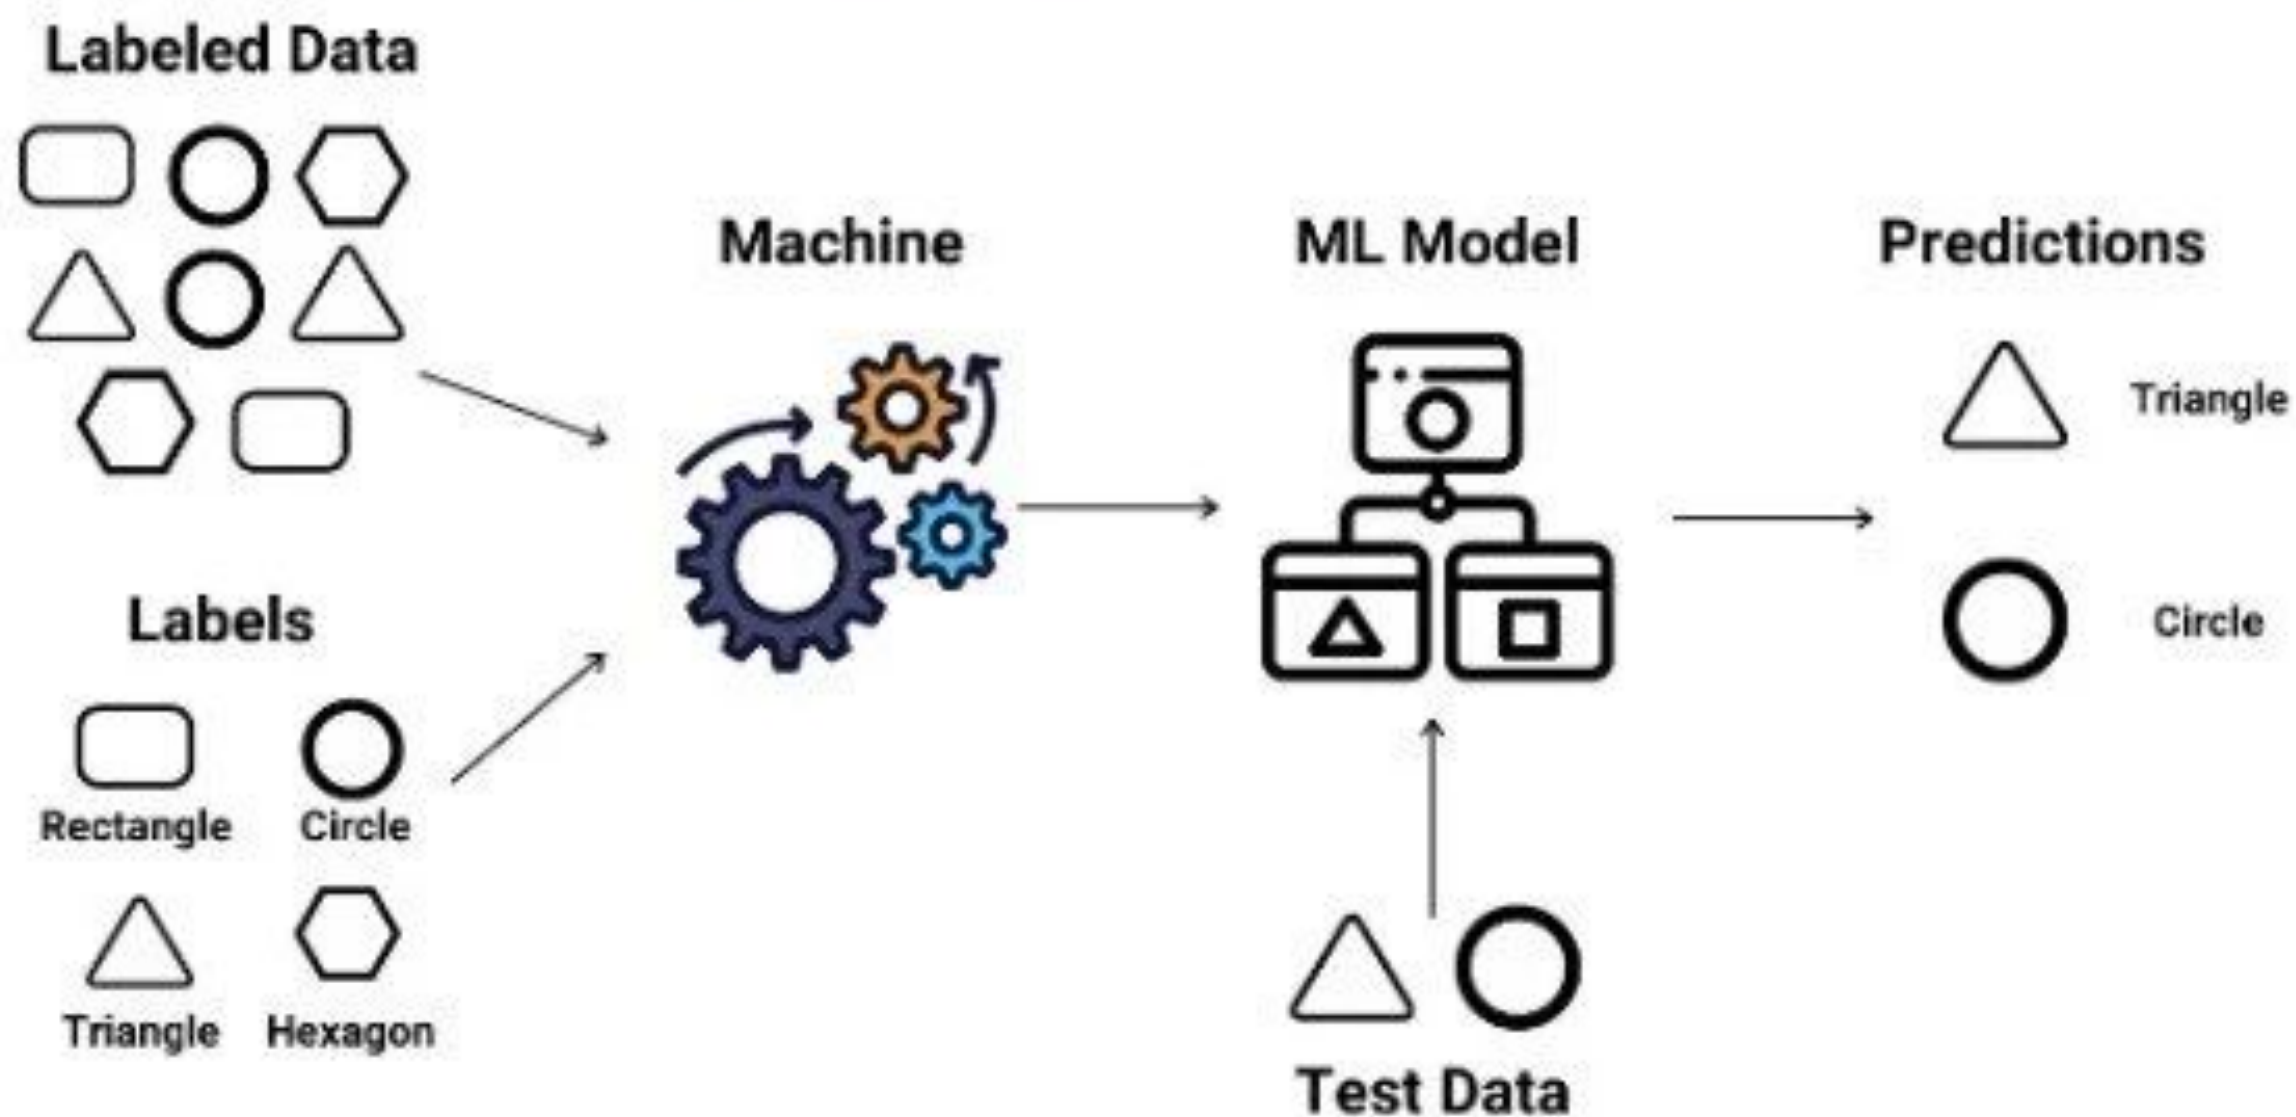 Labeled Data
Labels
Rectangle
Circle
Triangle
Hexagon
Machine
ML Model
Test Data
Predictions
Triangle
Circle